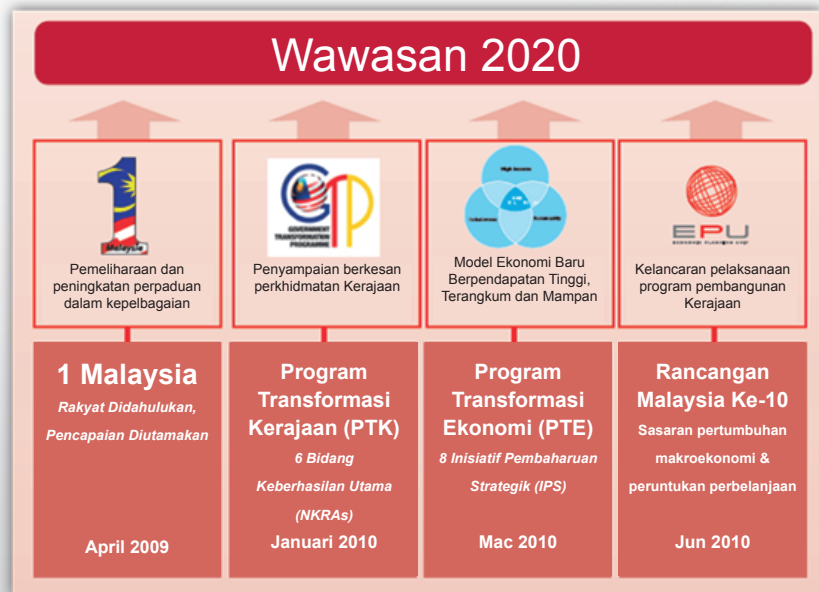 Wawasan 2020
1
Malaysia
Pemeliharaan dan
peningkatan perpaduan
dalam kepelbagaian
GTP
GOVERNMENT
TRANSFORMATION
PROGRAMME
Penyampaian berkesan
perkhidmatan Kerajaan
High Income
Sustainability
Model Ekonomi Baru
Berpendapatan Tinggi,
Terangkum dan Mampan
EPU
Kelancaran pelaksanaan
program pembangunan
Kerajaan
1 Malaysia
Rakyat Didahulukan,
Pencapaian Diutamakan
April 2009
Program
Transformasi
Kerajaan (PTK)
6 Bidang
Keberhasilan Utama
(NKRAs)
Januari 2010
Program
Transformasi
Ekonomi (PTE)
8 Inisiatif Pembaharuan
Strategik (IPS)
Mac 2010
Rancangan
Malaysia Ke-10
Sasaran pertumbuhan
makroekonomi &
peruntukan perbelanjaan
Jun 2010